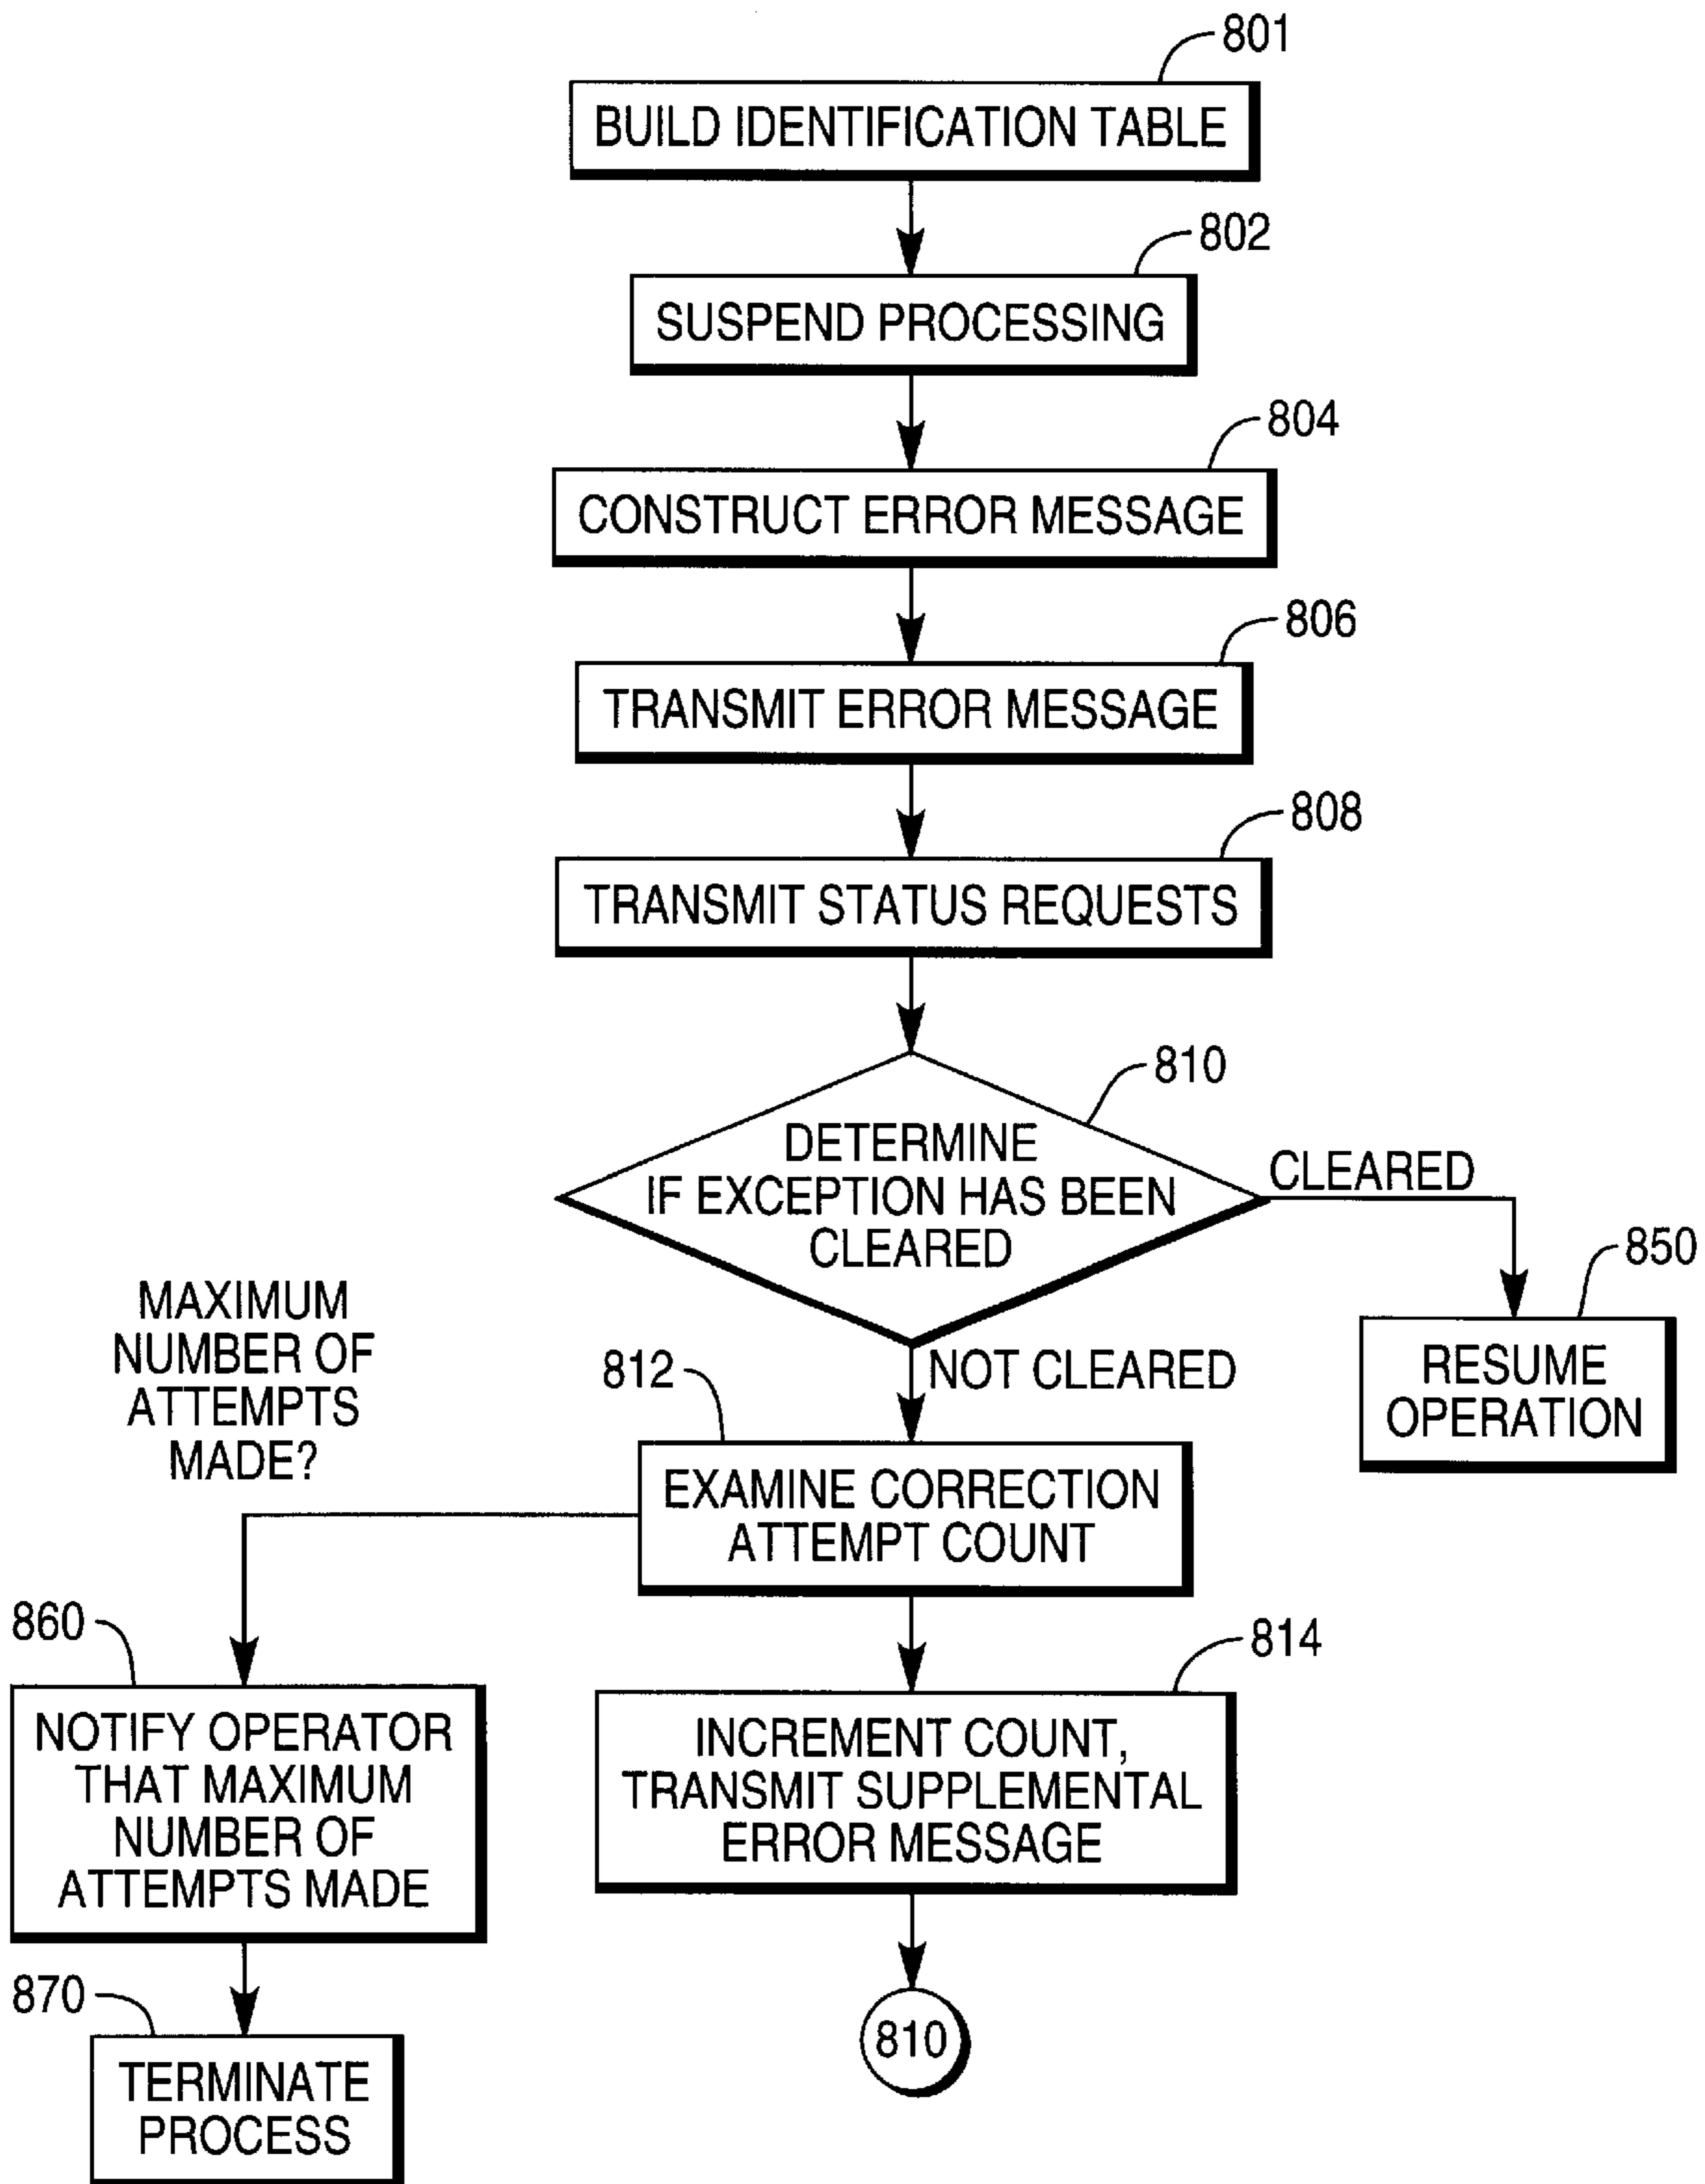 801
BUILD IDENTIFICATION TABLE
802
SUSPEND PROCESSING
804
CONSTRUCT ERROR MESSAGE
806
TRANSMIT ERROR MESSAGE
808
TRANSMIT STATUS REQUESTS
810
DETERMINE
IF EXCEPTION HAS BEEN
CLEARED
CLEARED
850
RESUME
OPERATION
NOT CLEARED
812
EXAMINE CORRECTION
ATTEMPT COUNT
MAXIMUM
NUMBER OF
ATTEMPTS
MADE?
860
NOTIFY OPERATOR
THAT MAXIMUM
NUMBER OF
ATTEMPTS MADE
814
INCREMENT COUNT,
TRANSMIT SUPPLEMENTAL
ERROR MESSAGE
870
TERMINATE
PROCESS
810